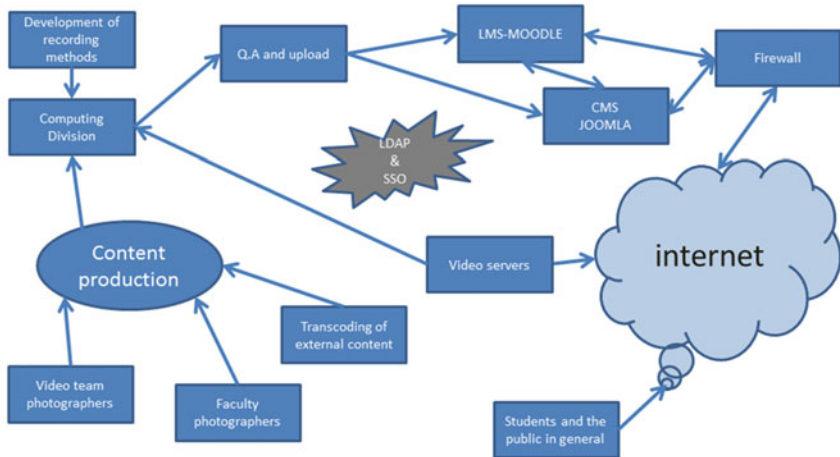 Development of
recording
methods
Q.A and upload
LMS-MOODLE
Firewall
Computing
Division
CMS
JOOMLA
LDAP
&
SSO
Content
production
Video servers
internet
Transcoding of
external content
Video team
photographers
Faculty
photographers
Students and the
public in general